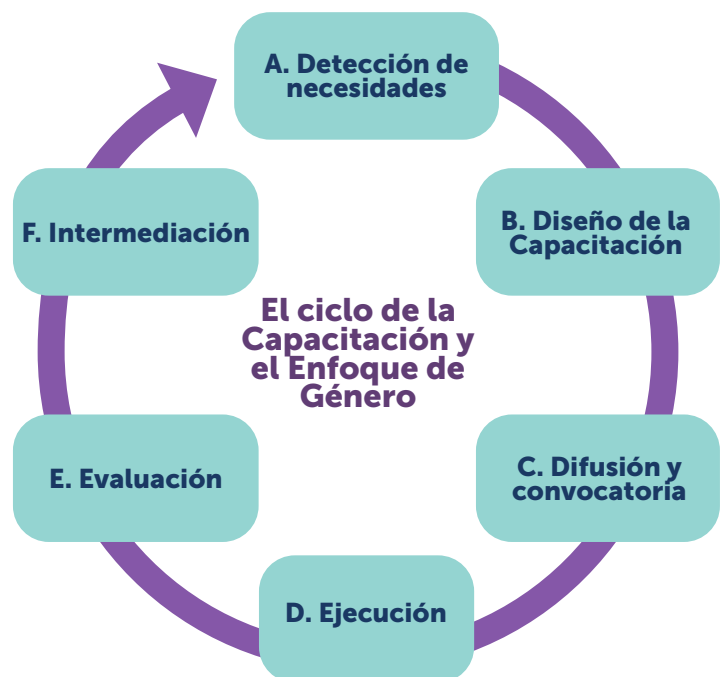 A. Detección de
necesidades
B. Diseño de la
Capacitación
C. Difusión y
convocatoria
D. Ejecución
E. Evaluación
F. Intermediación
El ciclo de la
Capacitación y
el Enfoque de
Género